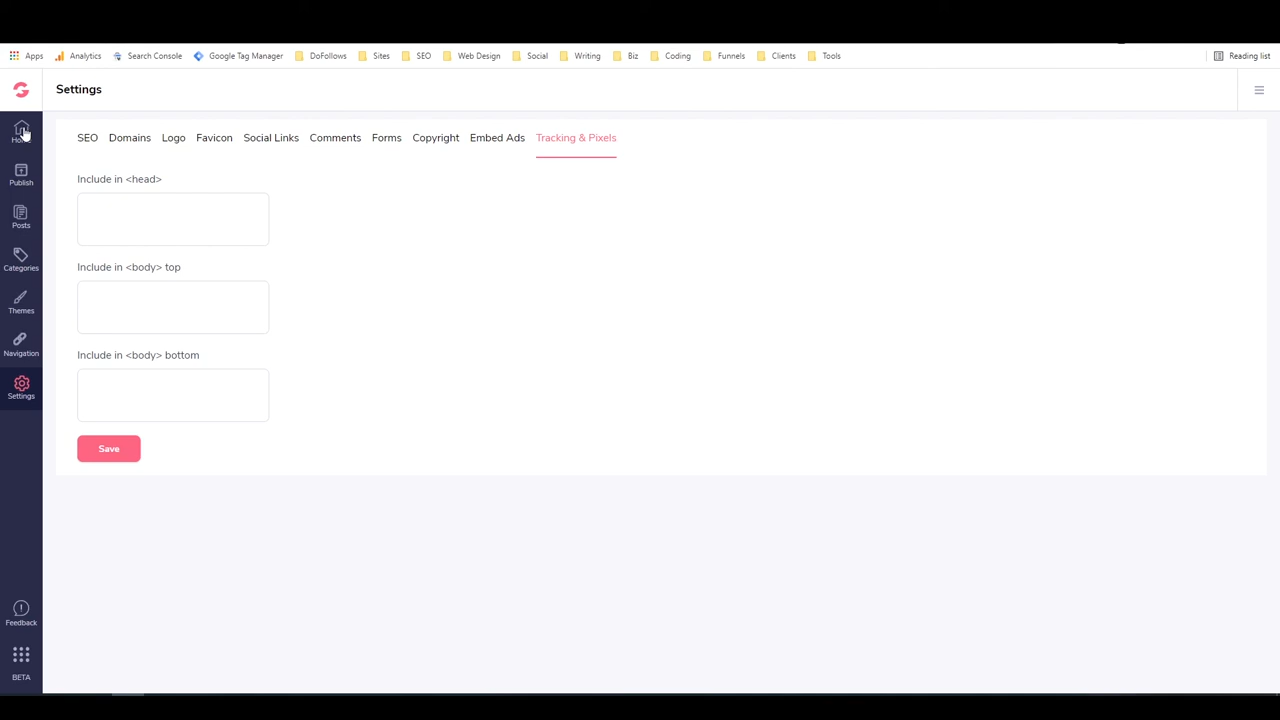 Apps Analytics Search Console Google Tag Manager DoFollows Sites SEO Web Design Social Writing Biz Coding Funnels Clients Tools Reading list
Settings
SEO Domains Logo Favicon Social Links Comments Forms Copyright Embed Ads Tracking & Pixels
Include in <head>
Include in <body> top
Include in <body> bottom
Save
Publish
Posts
Categories
Themes
Navigation
Settings
Feedback
BETA